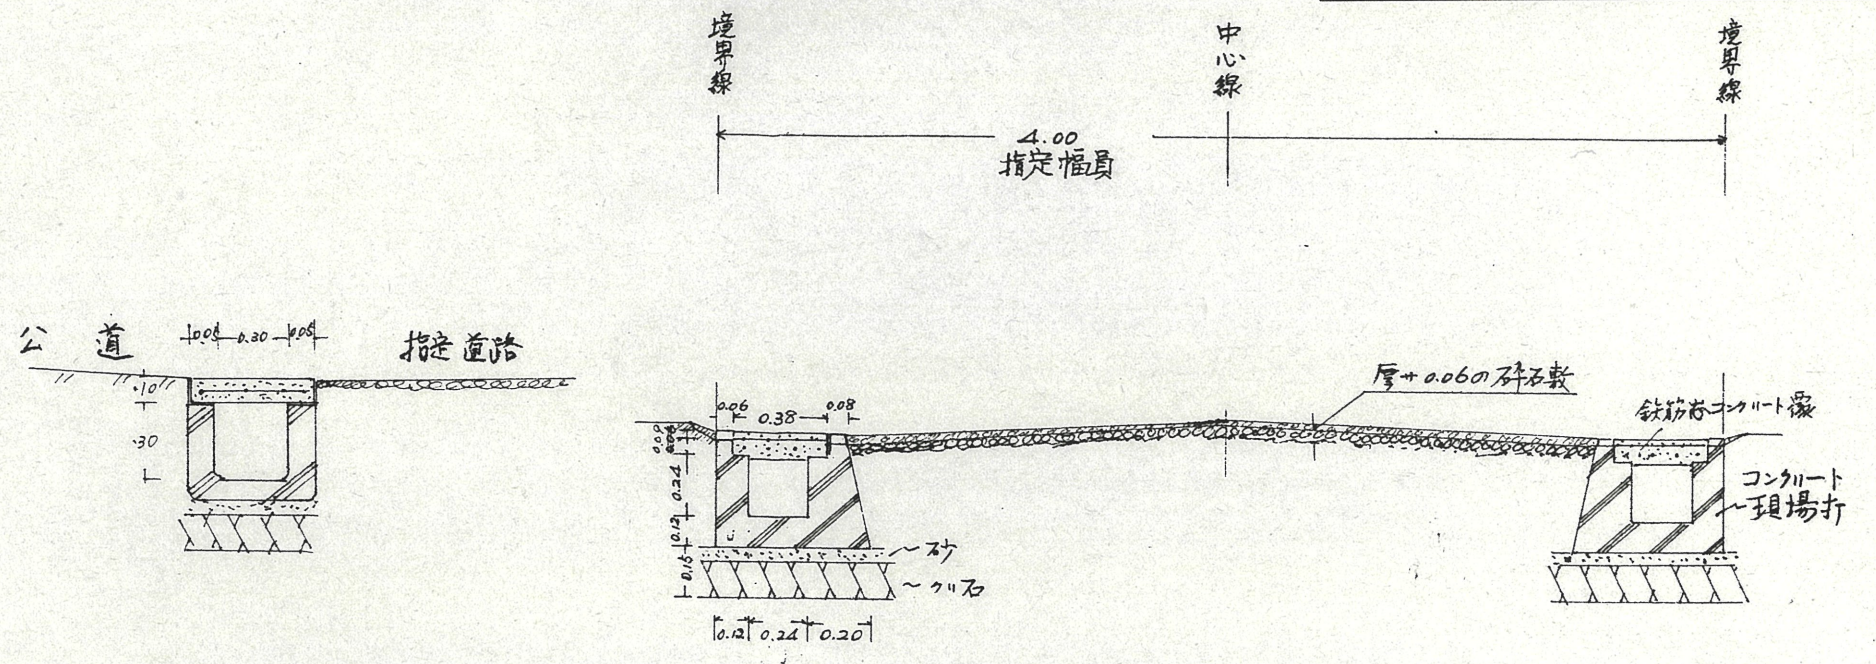 境界線
中心線
境界線
4.00
指定幅員
公道
0.05 0.30 0.05
指定道路
.10
.30
厚サ0.06の砕石敷
0.06 0.38 0.08
鉄筋コンクリート蓋
0.24
0.12
0.15
コンクリート
現場打
砂
クリ石
0.12 0.24 0.20